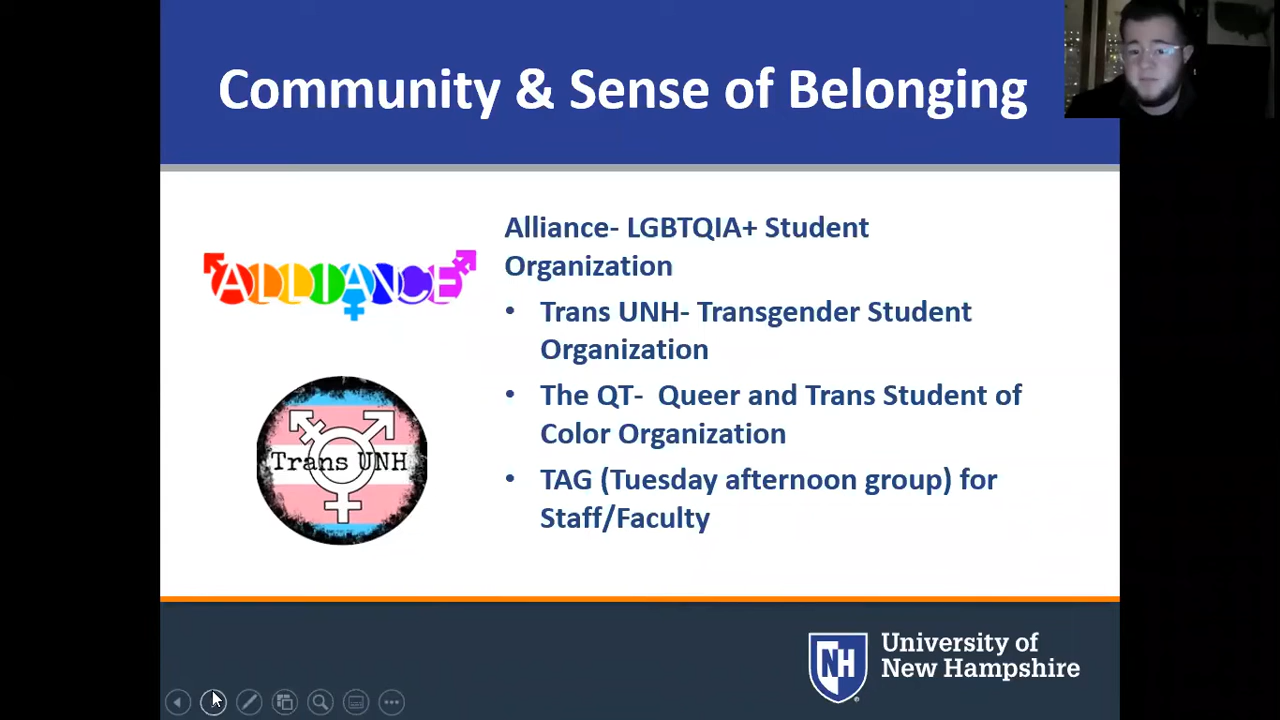 Community & Sense of Belonging
ALLIANCE
Alliance- LGBTQIA+ Student
Organization
• Trans UNH- Transgender Student
Organization
• The QT-  Queer and Trans Student of
Color Organization
• TAG (Tuesday afternoon group) for
Staff/Faculty
Trans UNH
NH
University of
New Hampshire